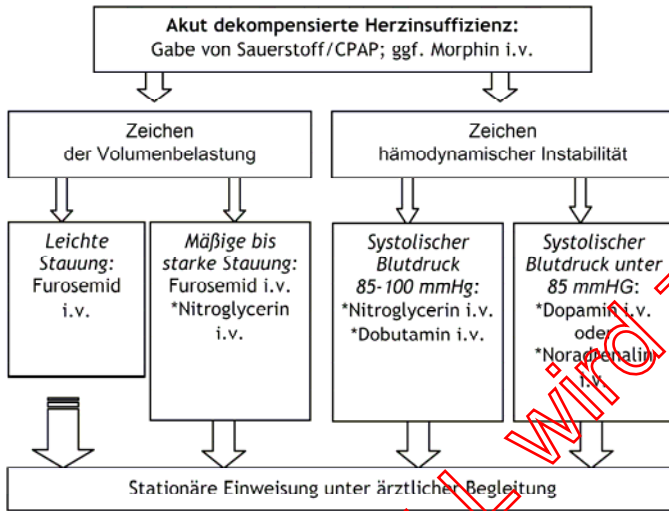 Akut dekompensierte Herzinsuffizienz:
Gabe von Sauerstoff/CPAP; ggf. Morphin i.v.
Zeichen
der Volumenbelastung
Zeichen
hämodynamischer Instabilität
Leichte
Stauung:
Furosemid
i.v.
Mäßige bis
starke Stauung:
Furosemid i.v.
*Nitroglycerin
i.v.
Systolischer
Blutdruck
85-100 mmHg:
*Nitroglycerin i.v.
*Dobutamin i.v.
Systolischer
Blutdruck unter
85 mmHG:
*Dopamin i.v.
oder
*Noradrenalin
i.v.
Stationäre Einweisung unter ärztlicher Begleitung
L wird